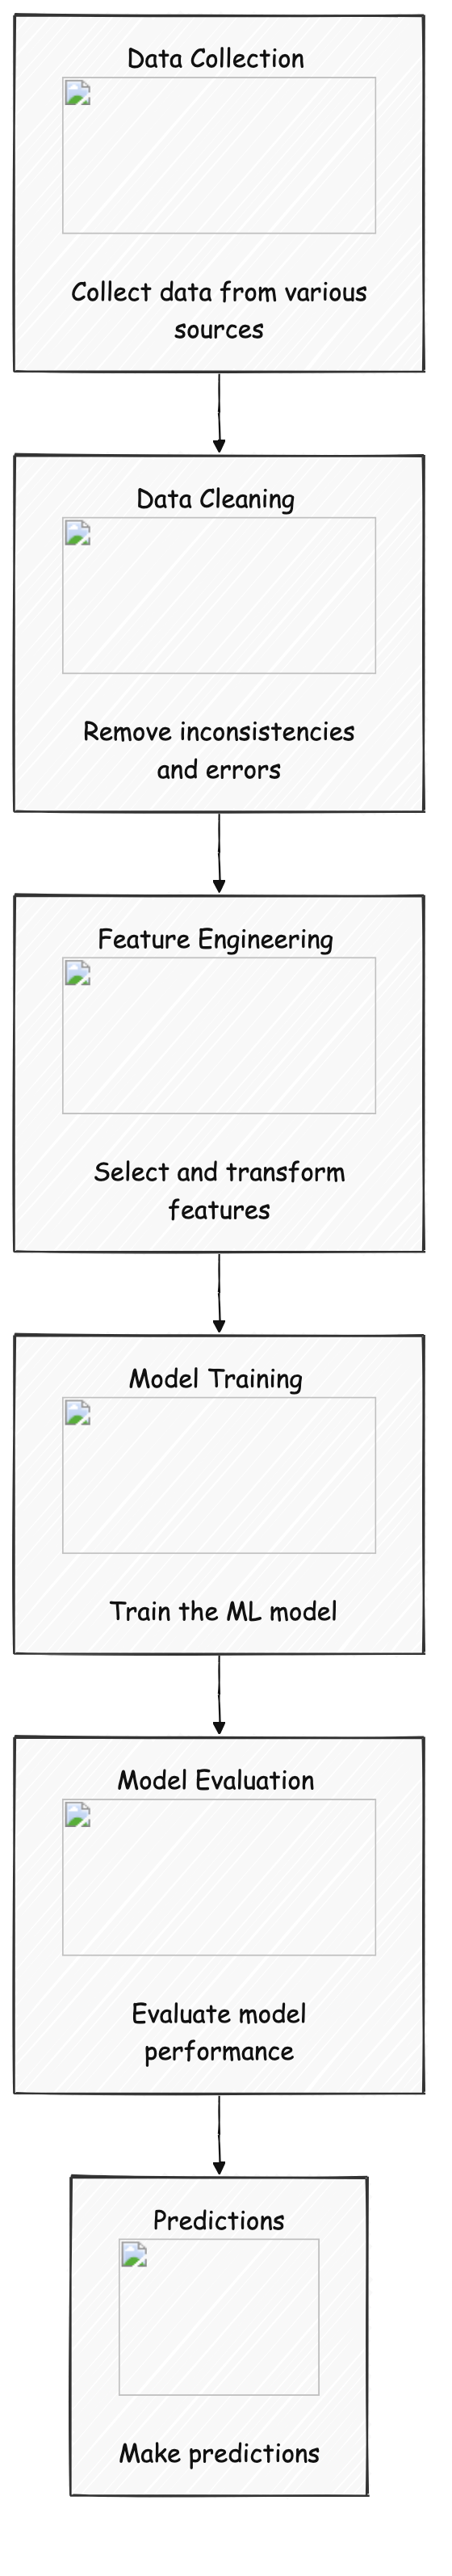 Data Collection
Collect data from various
sources
Data Cleaning
Remove inconsistencies
and errors
Feature Engineering
Select and transform
features
Model Training
Train the ML model
Model Evaluation
Evaluate model
performance
Predictions
Make predictions